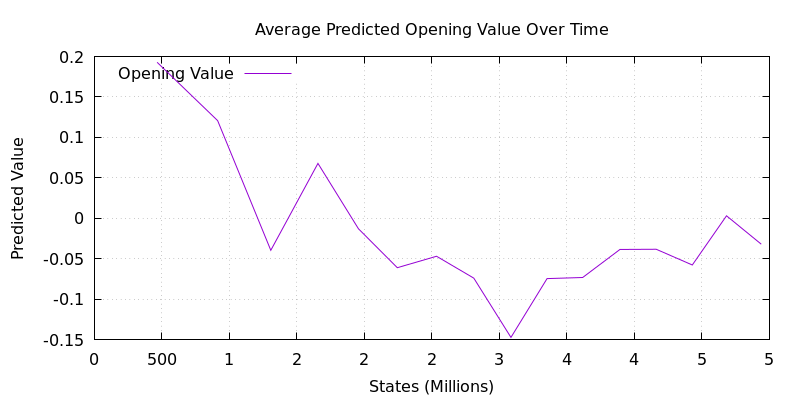 Average Predicted Opening Value Over Time
Opening Value
Predicted Value
0.2
0.15
0.1
0.05
0
-0.05
-0.1
-0.15
0 500 1 2 2 2 3 4 4 5 5
States (Millions)